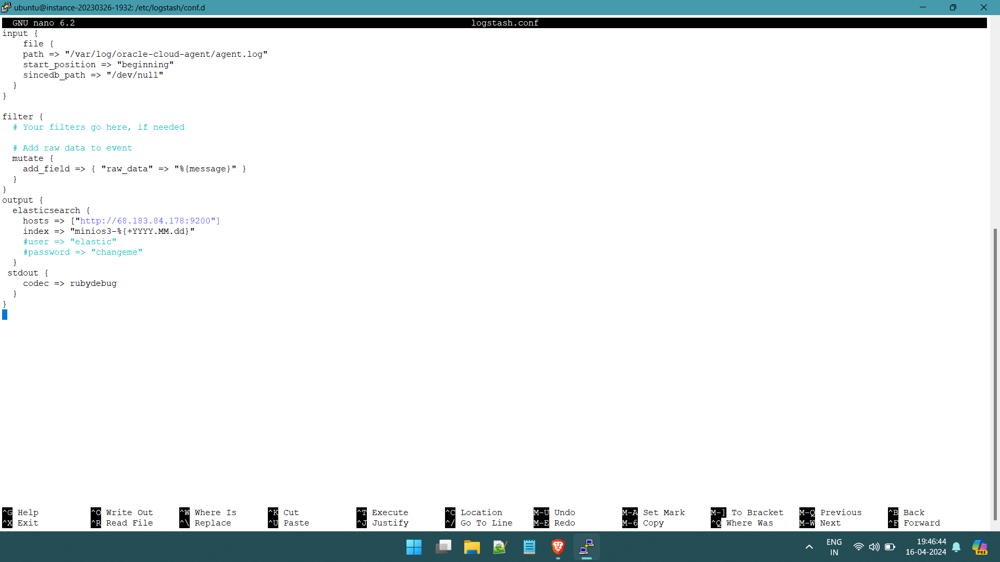 ubuntu@instance-20230326-1932: /etc/logstash/conf.d
GNU nano 6.2 logstash.conf
input {
file {
path => "/var/log/oracle-cloud-agent/agent.log"
start_position => "beginning"
sincedb_path => "/dev/null"
}
}
filter {
# Your filters go here, if needed
# Add raw data to event
mutate {
add_field => { "raw_data" => "%{message}" }
}
}
output {
elasticsearch {
hosts => ["http://68.183.84.178:9200"]
index => "minios3-%{+YYYY.MM.dd}"
#user => "elastic"
#password => "changeme"
}
stdout {
codec => rubydebug
}
}
^G Help ^O Write Out ^W Where Is ^K Cut ^T Execute ^C Location M-U Undo M-A Set Mark M-] To Bracket M-Q Previous ^B Back
^X Exit ^R Read File ^\ Replace ^U Paste ^J Justify ^/ Go To Line M-E Redo M-6 Copy ^Q Where Was M-W Next ^F Forward
ENG 19:46:44
IN 16-04-2024
PRE